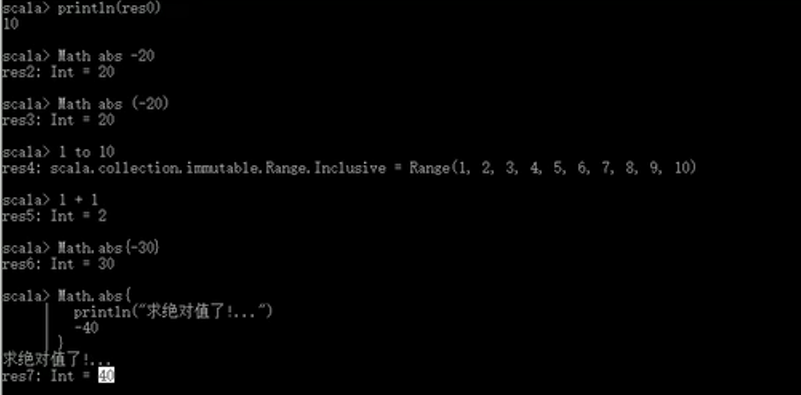 scala> println(res0)
10
scala> Math abs -20
res2: Int = 20
scala> Math abs (-20)
res3: Int = 20
scala> 1 to 10
res4: scala.collection.immutable.Range.Inclusive = Range(1, 2, 3, 4, 5, 6, 7, 8, 9, 10)
scala> 1 + 1
res5: Int = 2
scala> Math.abs{-30}
res6: Int = 30
scala> Math.abs{
| println("求绝对值了!...")
| -40
| }
求绝对值了!...
res7: Int = 40